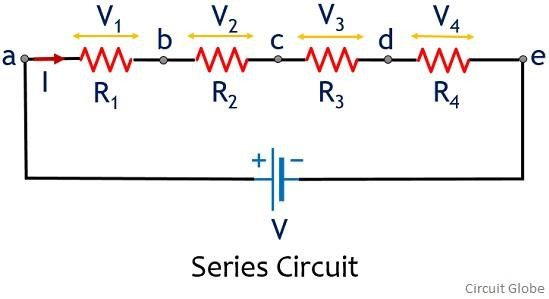 V₁ V₂ V₃ V₄
a b c d e
I R₁ R₂ R₃ R₄
+ −
V
Series Circuit
Circuit Globe